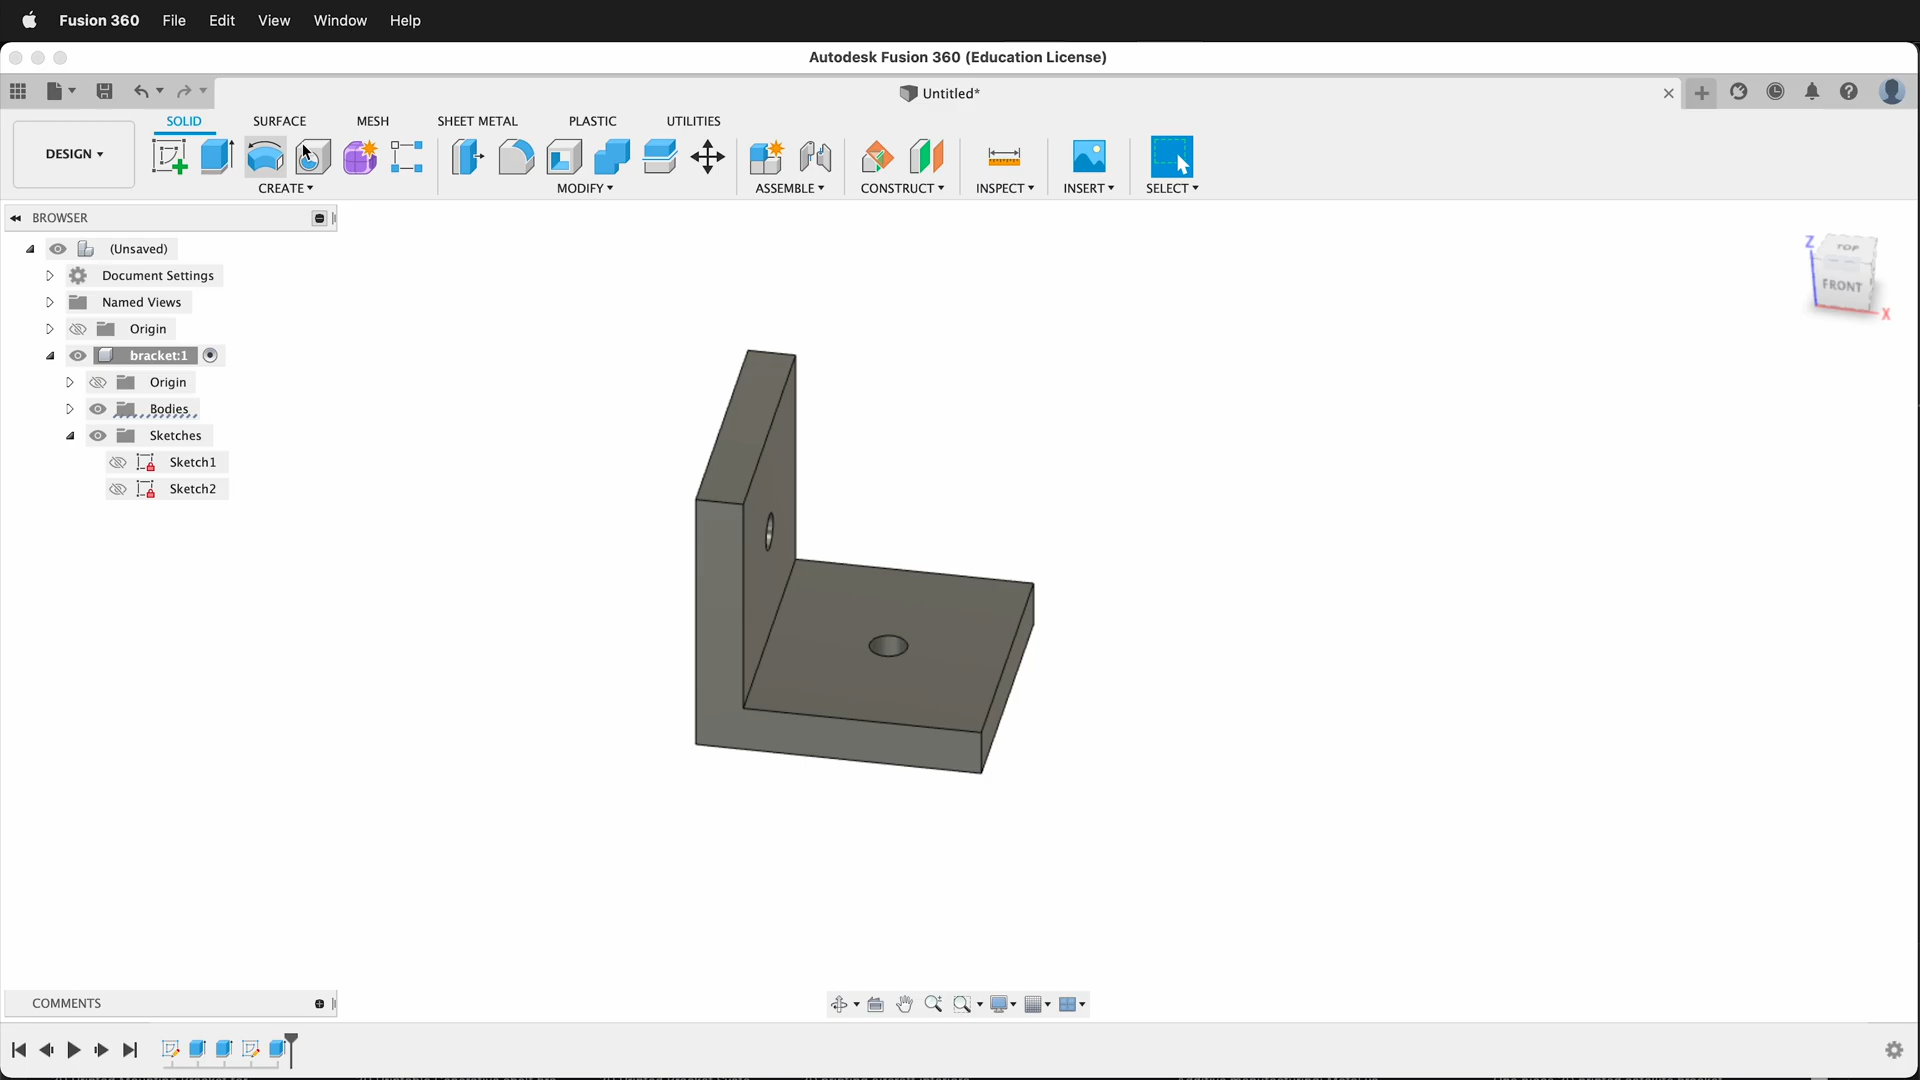 Fusion 360 File Edit View Window Help
Autodesk Fusion 360 (Education License)
Untitled*
SOLID SURFACE MESH SHEET METAL PLASTIC UTILITIES
DESIGN
CREATE MODIFY ASSEMBLE CONSTRUCT INSPECT INSERT SELECT
BROWSER
(Unsaved)
Document Settings
Named Views
Origin
bracket:1
Origin
Bodies
Sketches
Sketch1
Sketch2
Z
TOP
FRONT
X
COMMENTS